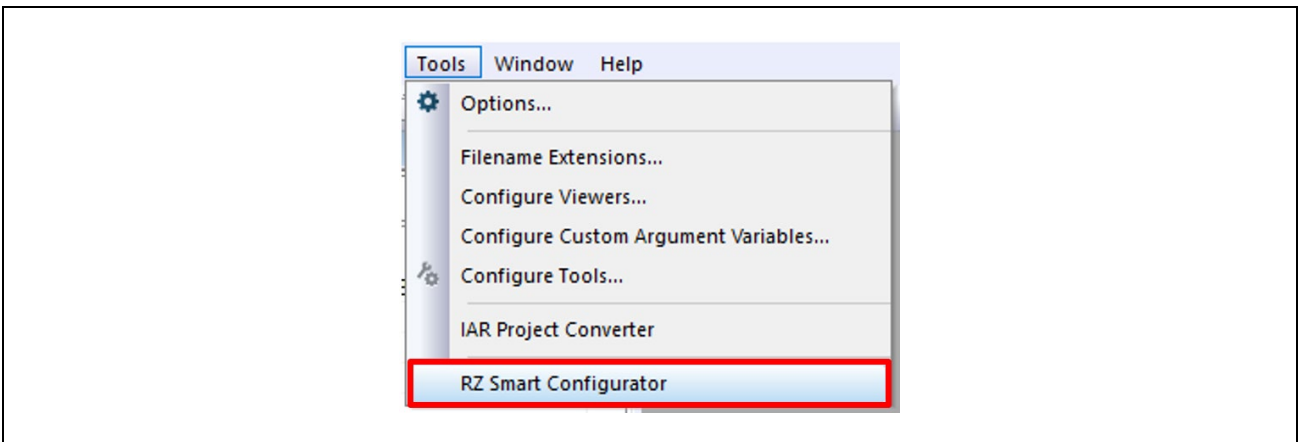 Tools Window Help
Options...
Filename Extensions...
Configure Viewers...
Configure Custom Argument Variables...
Configure Tools...
IAR Project Converter
RZ Smart Configurator